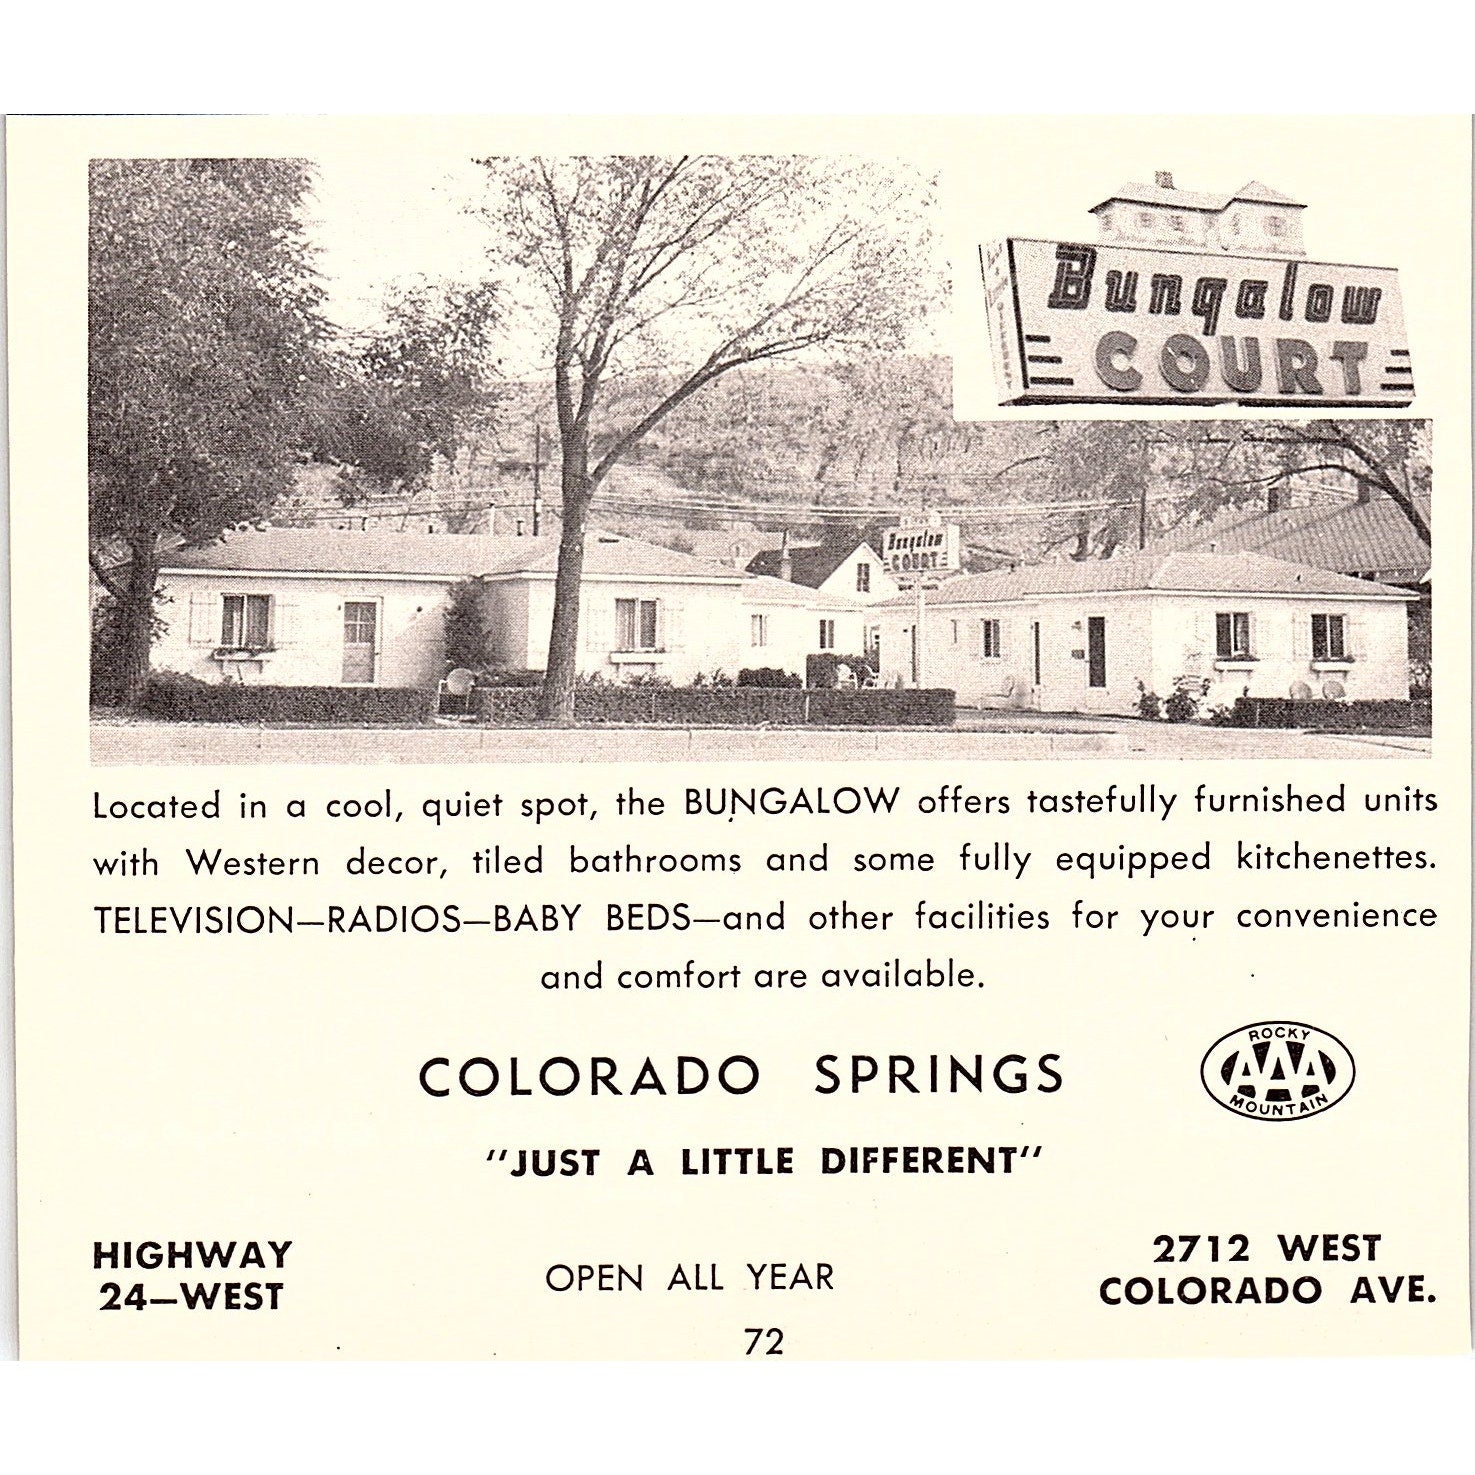 Bungalow
COURT
Bungalow
COURT
Located in a cool, quiet spot, the BUNGALOW offers tastefully furnished units
with Western decor, tiled bathrooms and some fully equipped kitchenettes.
TELEVISION—RADIOS—BABY BEDS—and other facilities for your convenience
and comfort are available.
COLORADO SPRINGS
ROCKY
AAA
MOUNTAIN
"JUST A LITTLE DIFFERENT"
HIGHWAY
24—WEST
OPEN ALL YEAR
2712 WEST
COLORADO AVE.
72